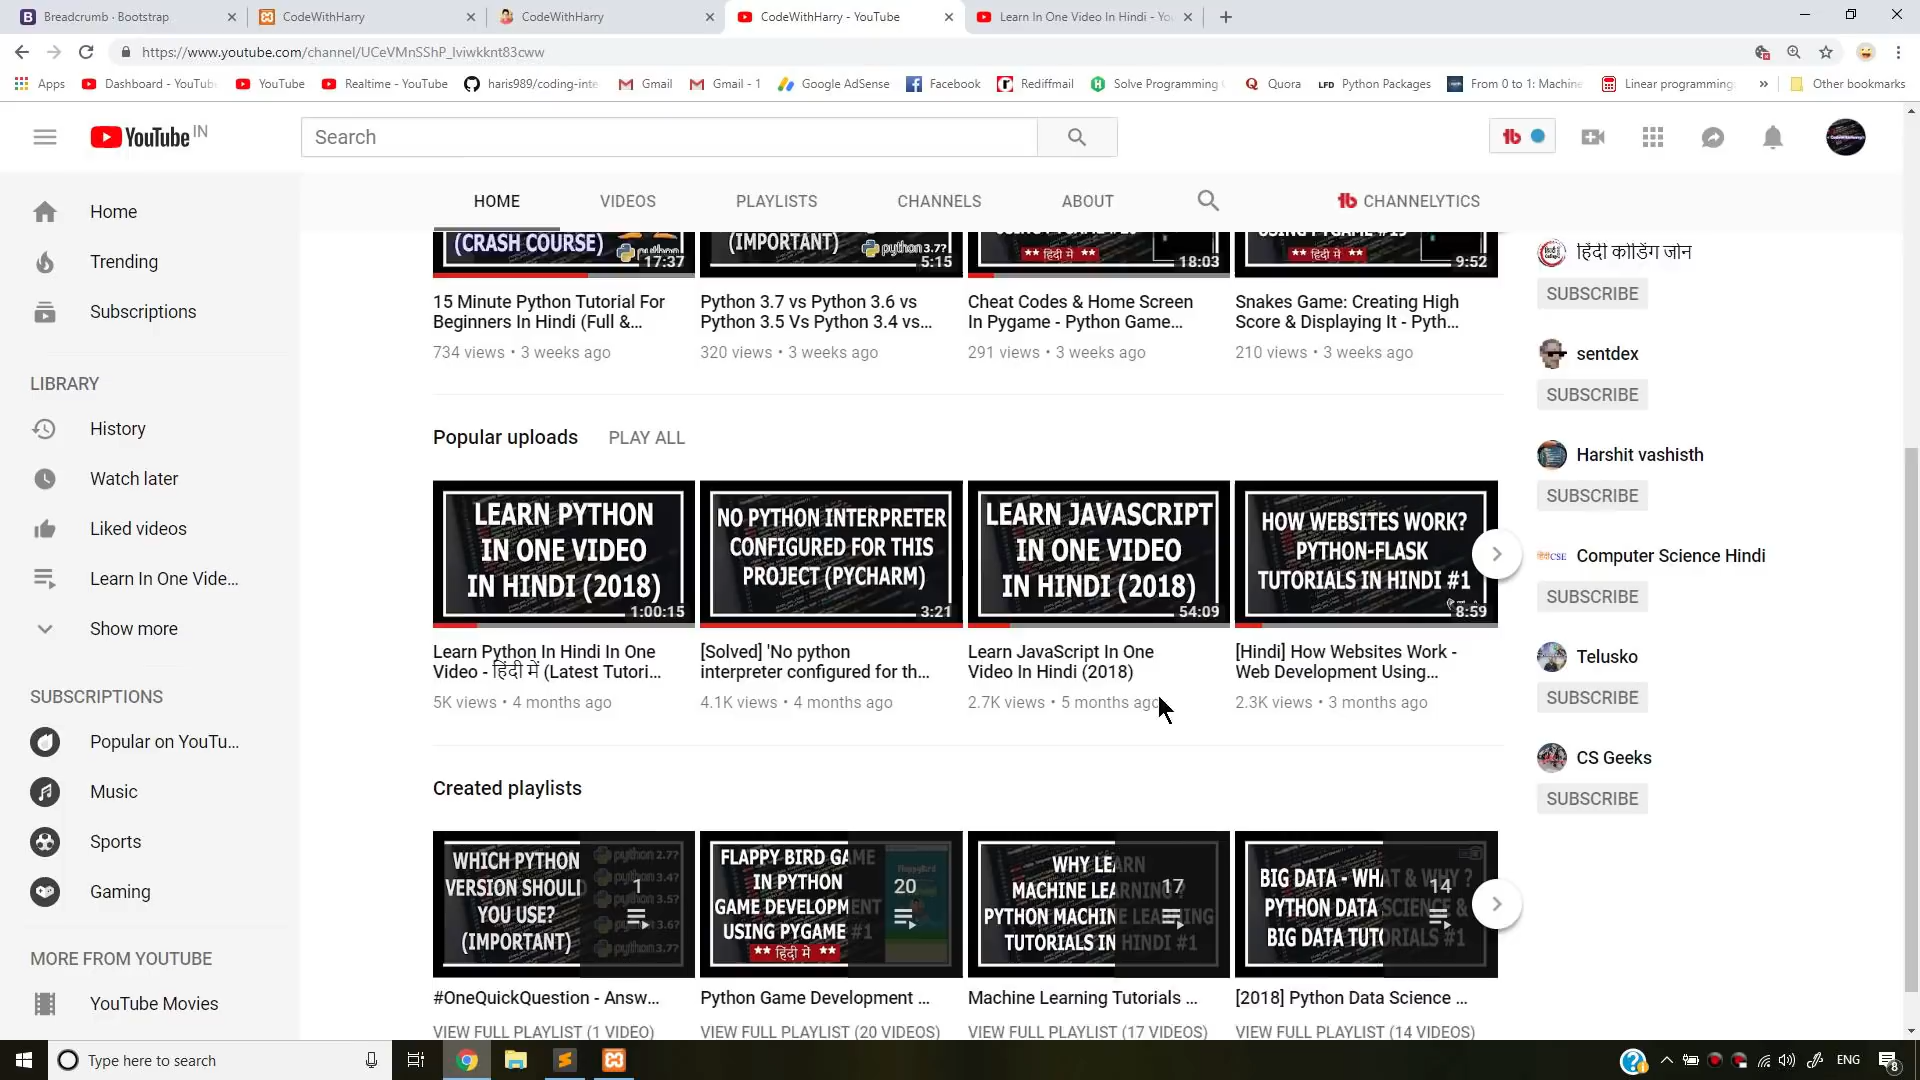 Breadcrumb · Bootstrap
CodeWithHarry
CodeWithHarry
CodeWithHarry - YouTube
Learn In One Video In Hindi - Yo
https://www.youtube.com/channel/UCeVMnSShP_Iviwkknt83cww
Apps
Dashboard - YouTub
YouTube
Realtime - YouTube
haris989/coding-inte
Gmail
Gmail - 1
Google AdSense
Facebook
Rediffmail
Solve Programming
Quora
LFD Python Packages
From 0 to 1: Machine
Linear programming
Other bookmarks
YouTube IN
Search
HOME
VIDEOS
PLAYLISTS
CHANNELS
ABOUT
CHANNELYTICS
Home
Trending
Subscriptions
LIBRARY
History
Watch later
Liked videos
Learn In One Vide...
Show more
SUBSCRIPTIONS
Popular on YouTu...
Music
Sports
Gaming
MORE FROM YOUTUBE
YouTube Movies
(CRASH COURSE)
python
17:37
15 Minute Python Tutorial For
Beginners In Hindi (Full &...
734 views • 3 weeks ago
(IMPORTANT)
python3.7?
5:15
Python 3.7 vs Python 3.6 vs
Python 3.5 Vs Python 3.4 vs...
320 views • 3 weeks ago
** हिंदी में **
18:03
Cheat Codes & Home Screen
In Pygame - Python Game...
291 views • 3 weeks ago
** हिंदी में **
9:52
Snakes Game: Creating High
Score & Displaying It - Pyth...
210 views • 3 weeks ago
Popular uploads
PLAY ALL
LEARN PYTHON
IN ONE VIDEO
IN HINDI (2018)
1:00:15
Learn Python In Hindi In One
Video - हिंदी में (Latest Tutori...
5K views • 4 months ago
NO PYTHON INTERPRETER
CONFIGURED FOR THIS
PROJECT (PYCHARM)
3:21
[Solved] 'No python
interpreter configured for th...
4.1K views • 4 months ago
LEARN JAVASCRIPT
IN ONE VIDEO
IN HINDI (2018)
54:09
Learn JavaScript In One
Video In Hindi (2018)
2.7K views • 5 months ago
HOW WEBSITES WORK?
PYTHON-FLASK
TUTORIALS IN HINDI #1
8:59
[Hindi] How Websites Work -
Web Development Using...
2.3K views • 3 months ago
Created playlists
WHICH PYTHON
VERSION SHOULD
YOU USE?
(IMPORTANT)
python2.7?
python3.4?
python3.5?
python3.6?
python3.7?
1
#OneQuickQuestion - Answ...
VIEW FULL PLAYLIST (1 VIDEO)
FLAPPY BIRD GAME
IN PYTHON
GAME DEVELOPMENT
USING PYGAME #1
** हिंदी में **
20
Python Game Development ...
VIEW FULL PLAYLIST (20 VIDEOS)
WHY LEARN
MACHINE LEARNING?
PYTHON MACHINE LEARNING
TUTORIALS IN HINDI #1
17
Machine Learning Tutorials ...
VIEW FULL PLAYLIST (17 VIDEOS)
BIG DATA - WHAT & WHY ?
PYTHON DATA SCIENCE &
BIG DATA TUTORIALS #1
14
[2018] Python Data Science ...
VIEW FULL PLAYLIST (14 VIDEOS)
हिंदी कोडिंग जोन
SUBSCRIBE
sentdex
SUBSCRIBE
Harshit vashisth
SUBSCRIBE
CSE
Computer Science Hindi
SUBSCRIBE
Telusko
SUBSCRIBE
CS Geeks
SUBSCRIBE
Type here to search
ENG
8